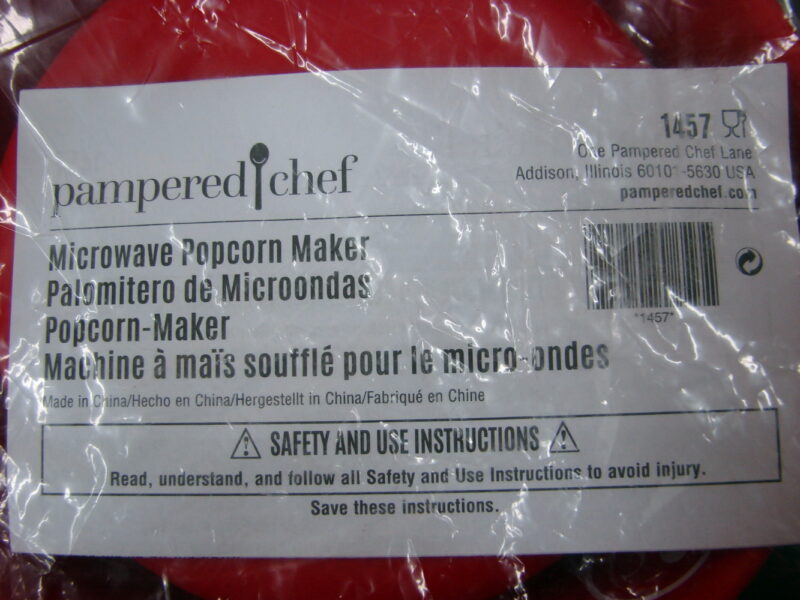 pampered chef
1457
One Pampered Chef Lane
Addison, Illinois 60101-5630 USA
pamperedchef.com
Microwave Popcorn Maker
Palomitero de Microondas
Popcorn-Maker
Machine à maïs soufflé pour le micro-ondes
*1457*
Made in China/Hecho en China/Hergestellt in China/Fabriqué en Chine
SAFETY AND USE INSTRUCTIONS
Read, understand, and follow all Safety and Use Instructions to avoid injury.
Save these instructions.